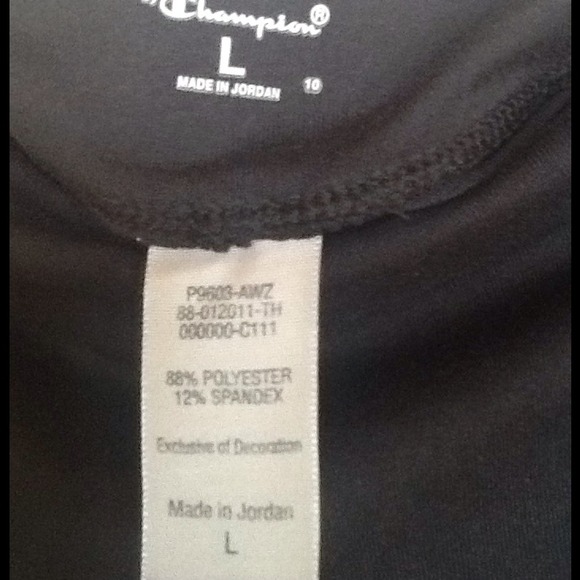 Champion®
L
MADE IN JORDAN 10
P9603-AWZ
88-012011-TH
000000-C111
88% POLYESTER
12% SPANDEX
Exclusive of Decoration
Made in Jordan
L